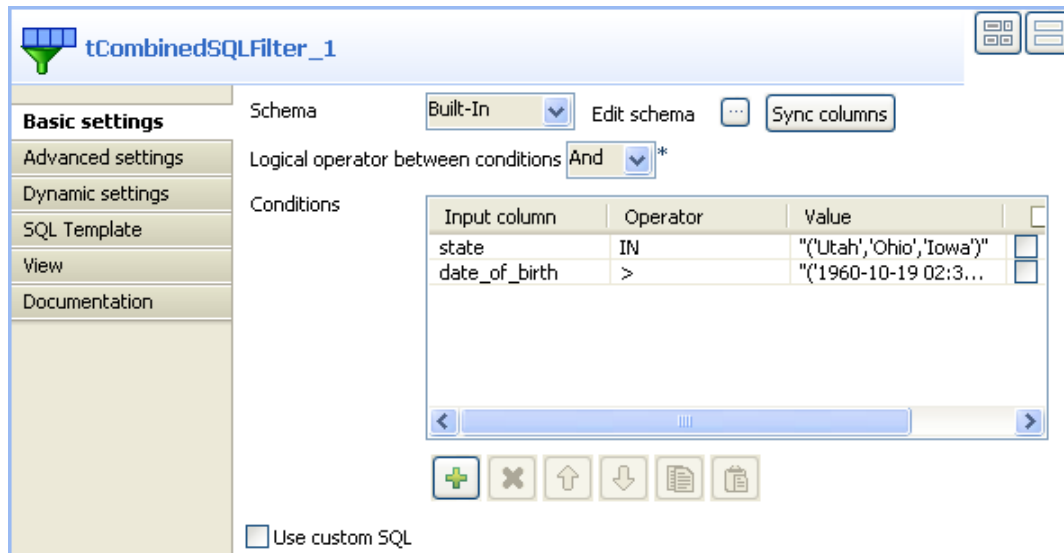 tCombinedSQLFilter_1
Basic settings
Advanced settings
Dynamic settings
SQL Template
View
Documentation
Schema Built-In Edit schema ... Sync columns
Logical operator between conditions And *
Conditions
Input column Operator Value
state IN "('Utah','Ohio','Iowa')"
date_of_birth > "('1960-10-19 02:3...
Use custom SQL